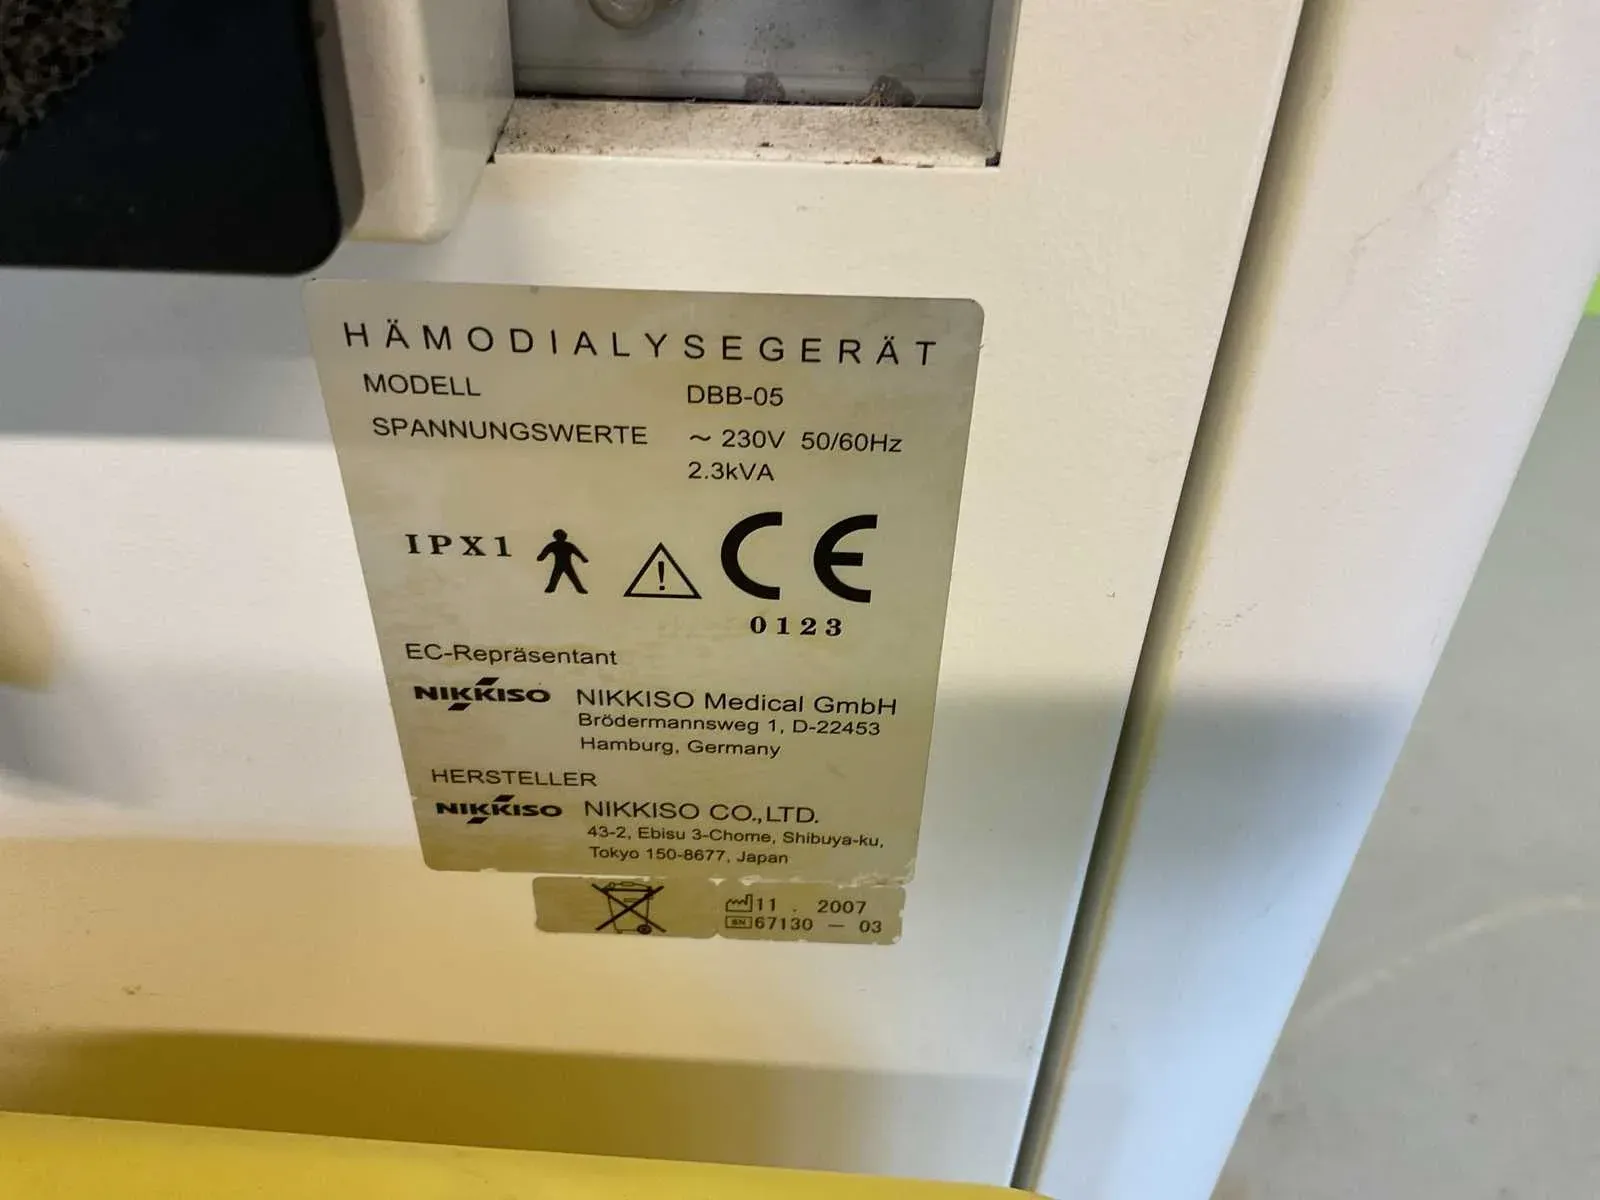 HÄMODIALYSEGERÄT
MODELL DBB-05
SPANNUNGSWERTE ~ 230V 50/60Hz
2.3kVA
IPX1
CE
0123
EC-Repräsentant
NIKKISO NIKKISO Medical GmbH
Brödermannsweg 1, D-22453
Hamburg, Germany
HERSTELLER
NIKKISO NIKKISO CO.,LTD.
43-2, Ebisu 3-Chome, Shibuya-ku,
Tokyo 150-8677, Japan
11 . 2007
SN 67130 － 03